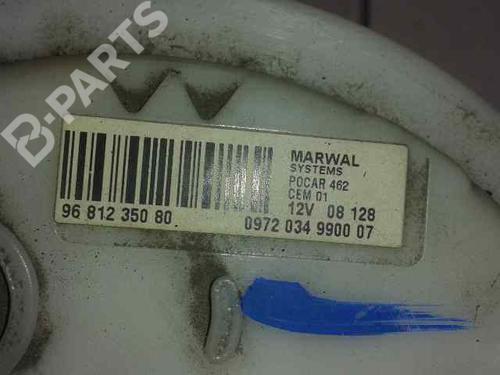 B-PARTS
MARWAL
SYSTEMS
POCAR 462
CEM 01
12V 08 128
96 812 350 80
0972 034 9900 07